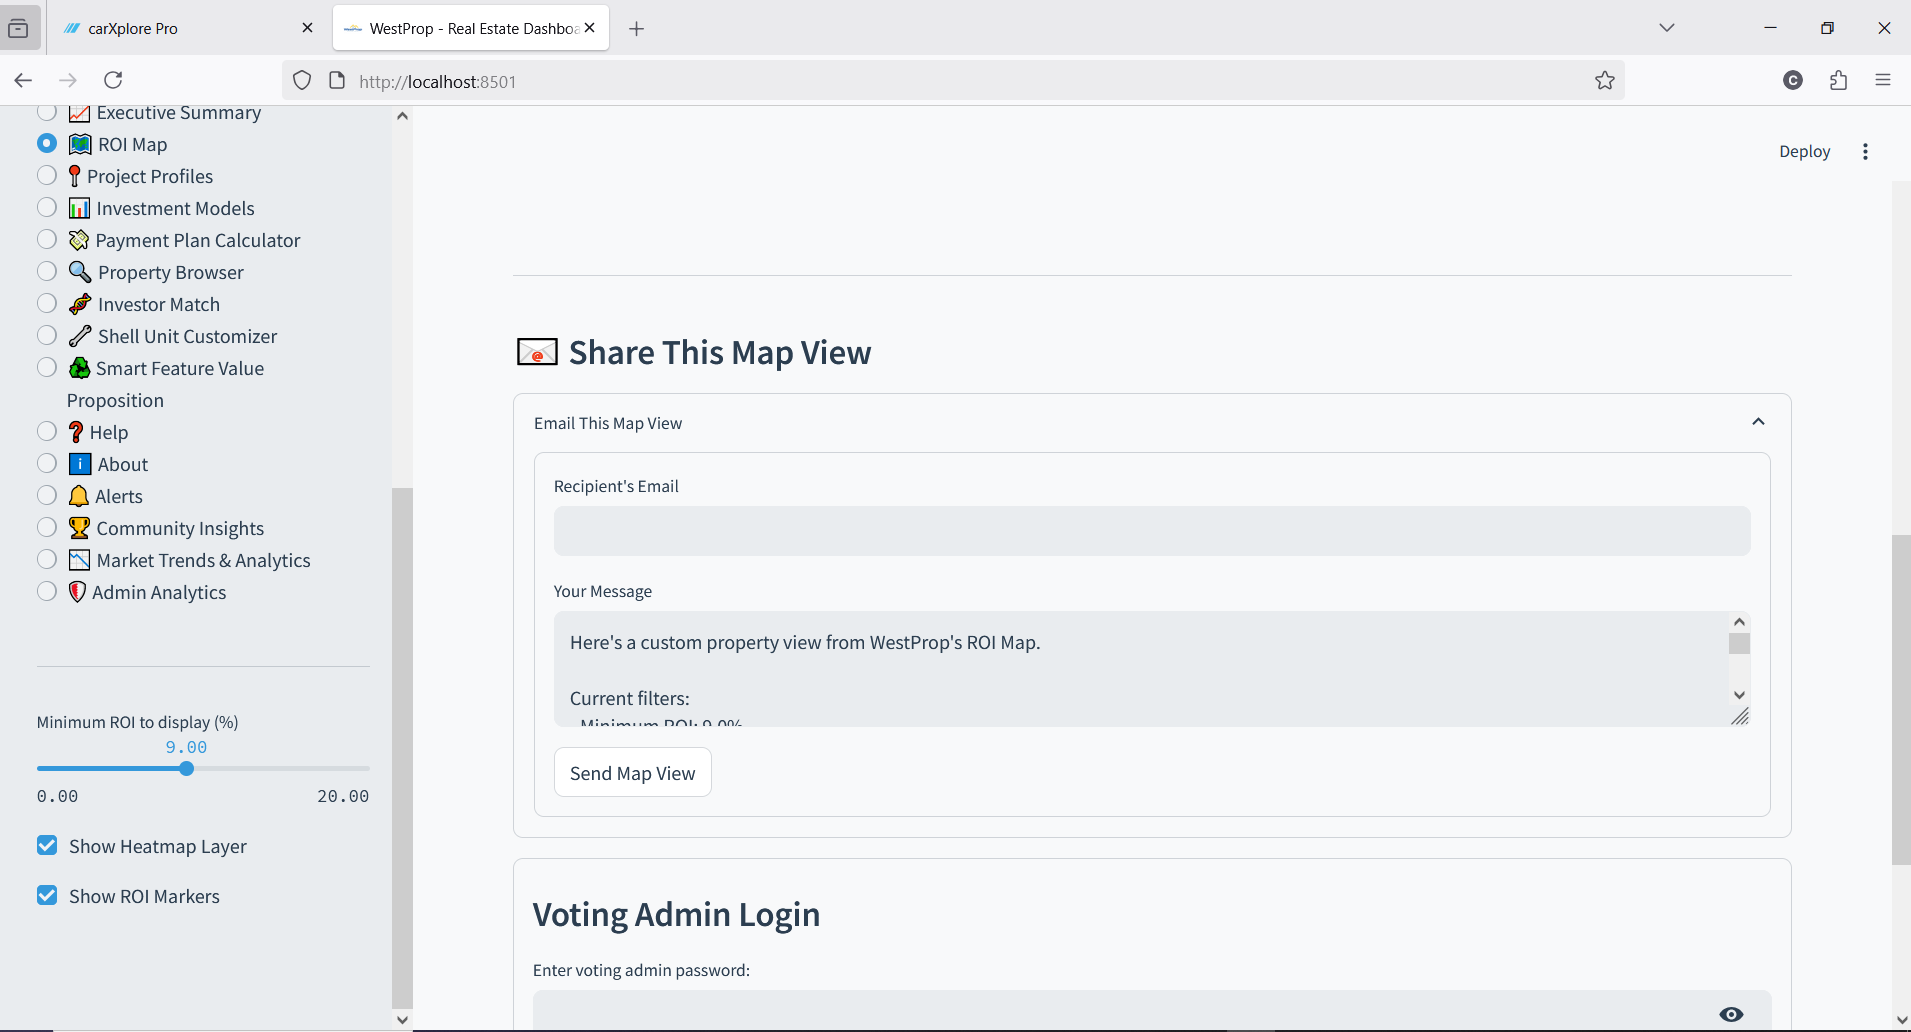 carXplore Pro
WestProp - Real Estate Dashboa
http://localhost:8501
C
Executive Summary
ROI Map
Project Profiles
Investment Models
Payment Plan Calculator
Property Browser
Investor Match
Shell Unit Customizer
Smart Feature Value
Proposition
Help
About
Alerts
Community Insights
Market Trends & Analytics
Admin Analytics
Minimum ROI to display (%)
9.00
0.00 20.00
Show Heatmap Layer
Show ROI Markers
Deploy
Share This Map View
Email This Map View
Recipient's Email
Your Message
Here's a custom property view from WestProp's ROI Map.
Current filters:
- Minimum ROI: 9.0%
Send Map View
Voting Admin Login
Enter voting admin password: